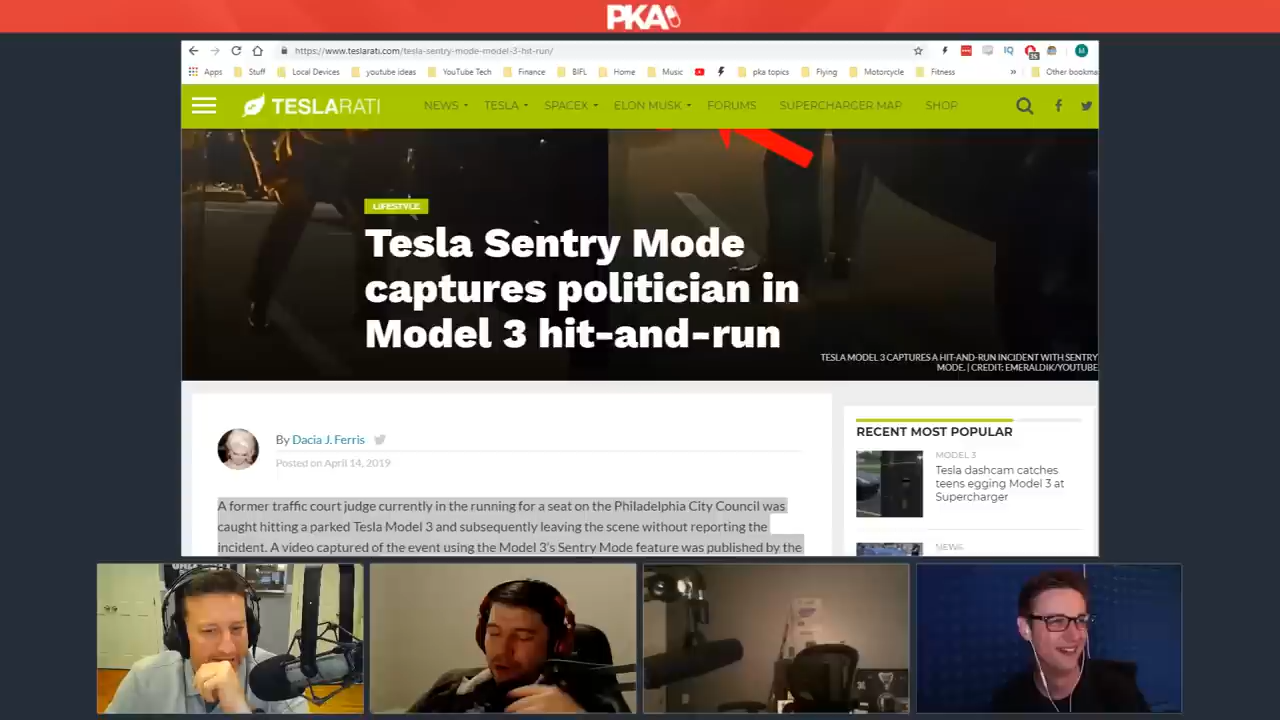 PKA
https://www.teslarati.com/tesla-sentry-mode-model-3-hit-run/
IQ
35
M
Apps Stuff Local Devices youtube ideas YouTube Tech Finance BIFL Home Music pka topics Flying Motorcycle Fitness » Other bookma
TESLARATI NEWS TESLA SPACEX ELON MUSK FORUMS SUPERCHARGER MAP SHOP
LIFESTYLE
Tesla Sentry Mode
captures politician in
Model 3 hit-and-run
TESLA MODEL 3 CAPTURES A HIT-AND-RUN INCIDENT WITH SENTRY
MODE. | CREDIT: EMERALDIK/YOUTUBE
By Dacia J. Ferris
Posted on April 14, 2019
A former traffic court judge currently in the running for a seat on the Philadelphia City Council was
caught hitting a parked Tesla Model 3 and subsequently leaving the scene without reporting the
incident. A video captured of the event using the Model 3's Sentry Mode feature was published by the
RECENT MOST POPULAR
MODEL 3
Tesla dashcam catches
teens egging Model 3 at
Supercharger
NEWS